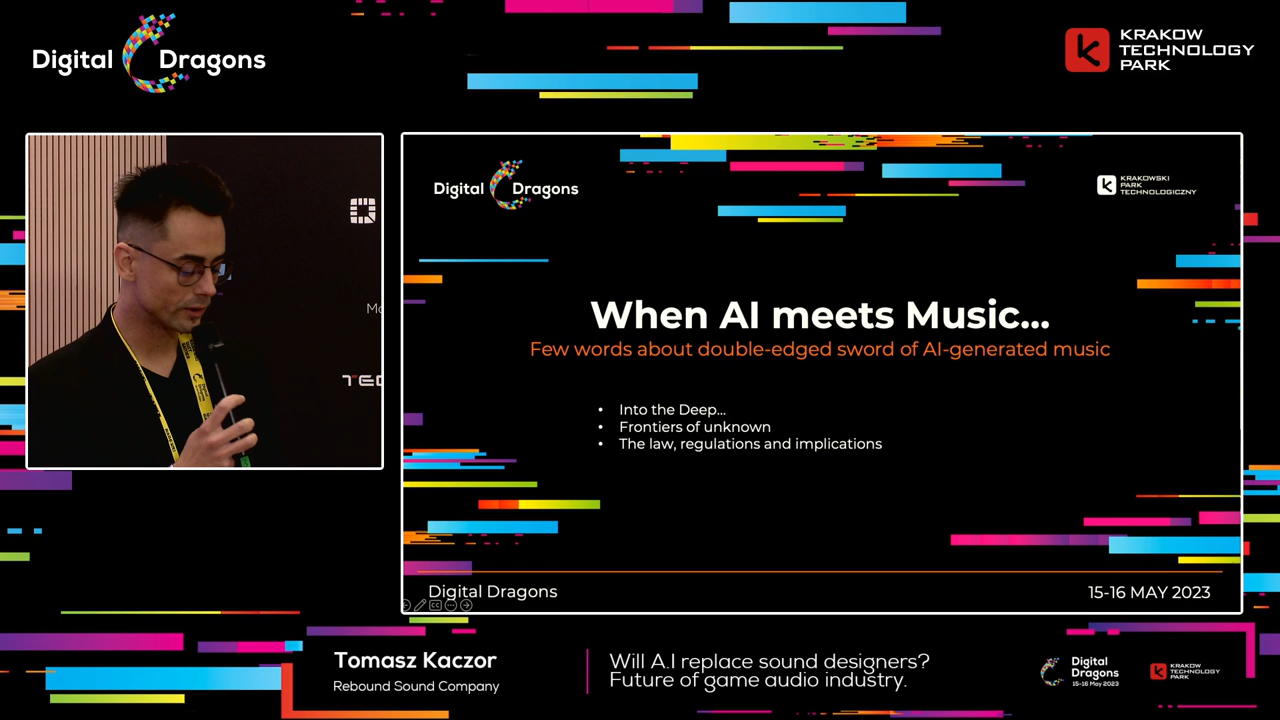 Digital Dragons
KRAKOW
TECHNOLOGY
PARK
Digital Dragons
KRAKOWSKI
PARK
TECHNOLOGICZNY
When AI meets Music...
Few words about double-edged sword of AI-generated music
• Into the Deep...
• Frontiers of unknown
• The law, regulations and implications
Digital Dragons
15-16 MAY 2023
Tomasz Kaczor
Rebound Sound Company
Will A.I replace sound designers?
Future of game audio industry.
Digital
Dragons
15-16 May 2023
KRAKOW
TECHNOLOGY
PARK